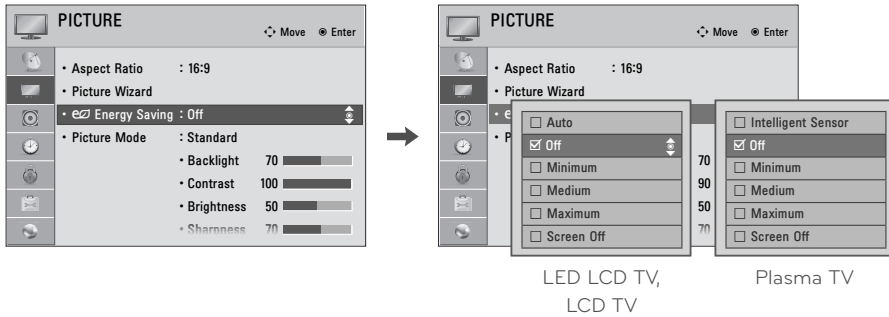 PICTURE
Move Enter
• Aspect Ratio : 16:9
• Picture Wizard
• Energy Saving : Off
• Picture Mode : Standard
• Backlight 70
• Contrast 100
• Brightness 50
• Sharpness 70
PICTURE
Move Enter
• Aspect Ratio : 16:9
• Picture Wizard
• e
• P
70
90
50
70
Auto
Off
Minimum
Medium
Maximum
Screen Off
Intelligent Sensor
Off
Minimum
Medium
Maximum
Screen Off
LED LCD TV,
LCD TV
Plasma TV